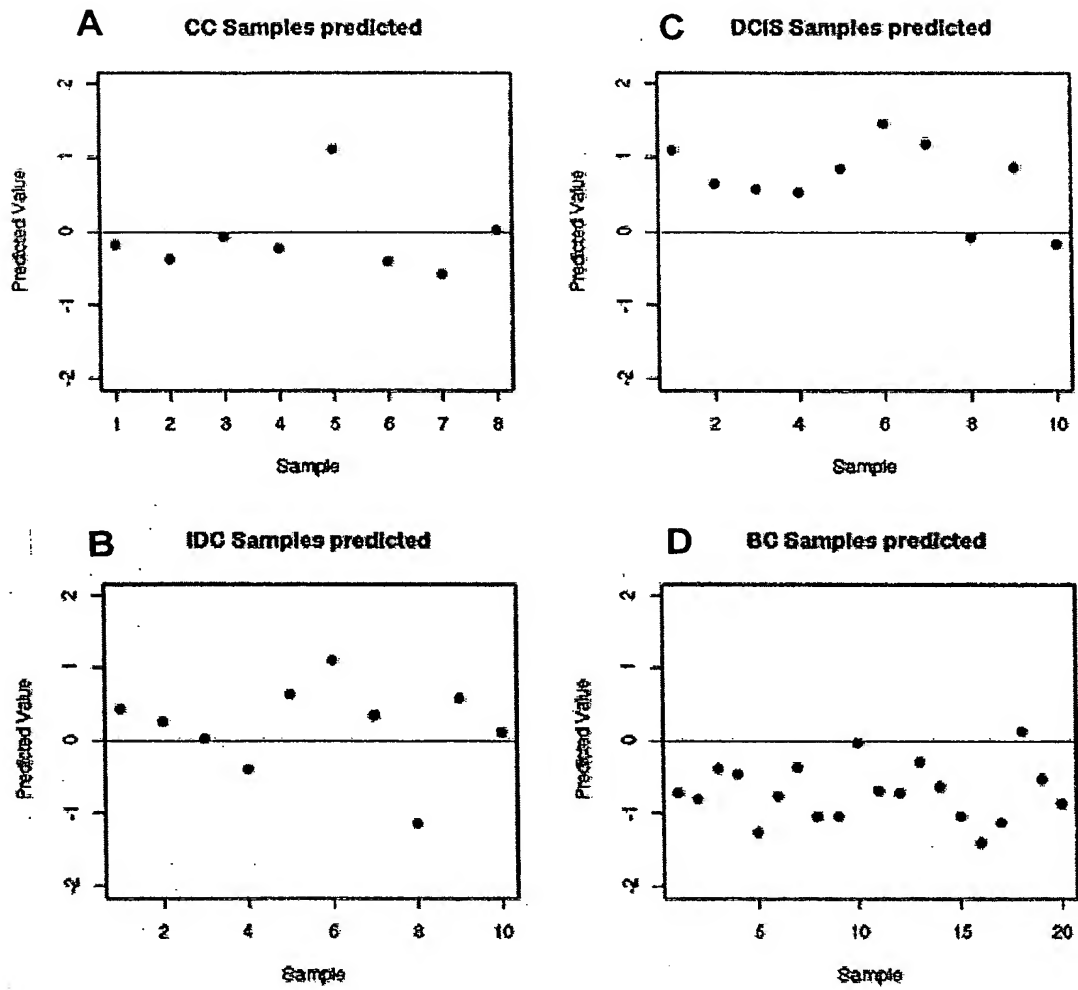 A CC Samples predicted
2
1
0
-1
-2
Predicted Value
1 2 3 4 5 6 7 8
Sample
C DCIS Samples predicted
2
1
0
-1
-2
Predicted Value
2 4 6 8 10
Sample
B IDC Samples predicted
2
1
0
-1
-2
Predicted Value
2 4 6 8 10
Sample
D BC Samples predicted
2
1
0
-1
-2
Predicted Value
5 10 15 20
Sample